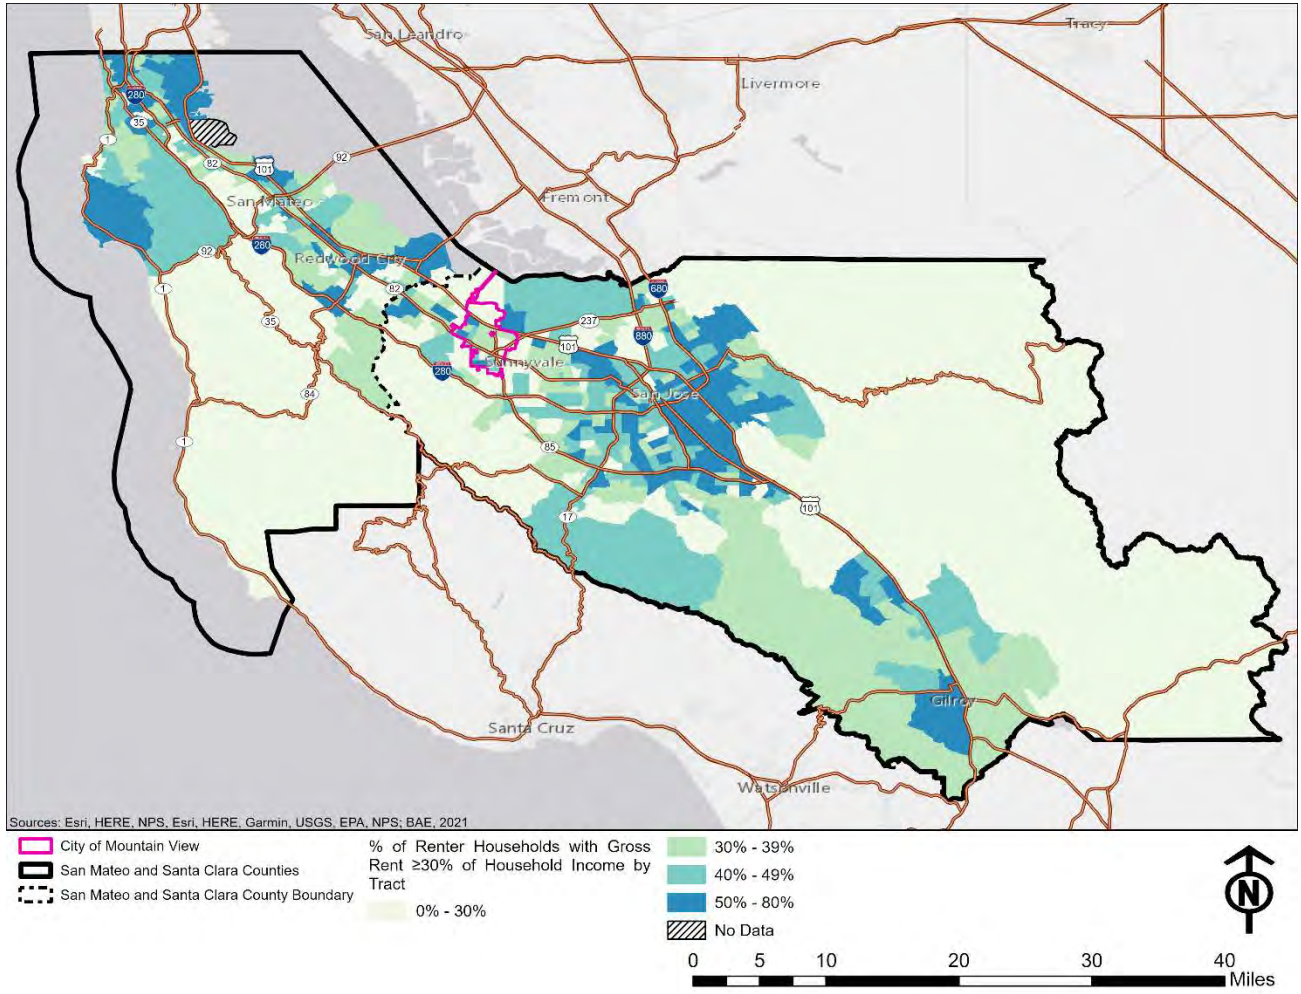 San Leandro
Tracy
Livermore
280
35
1
82
101
92
San Mateo
Fremont
280
Redwood City
92
82
1
35
680
237
880
101
Sunnyvale
280
San Jose
84
1
85
101
17
Gilroy
Santa Cruz
Watsonville
Sources: Esri, HERE, NPS, Esri, HERE, Garmin, USGS, EPA, NPS; BAE, 2021
City of Mountain View
San Mateo and Santa Clara Counties
San Mateo and Santa Clara County Boundary
% of Renter Households with Gross
Rent ≥30% of Household Income by
Tract
0% - 30%
30% - 39%
40% - 49%
50% - 80%
No Data
N
0 5 10 20 30 40
Miles